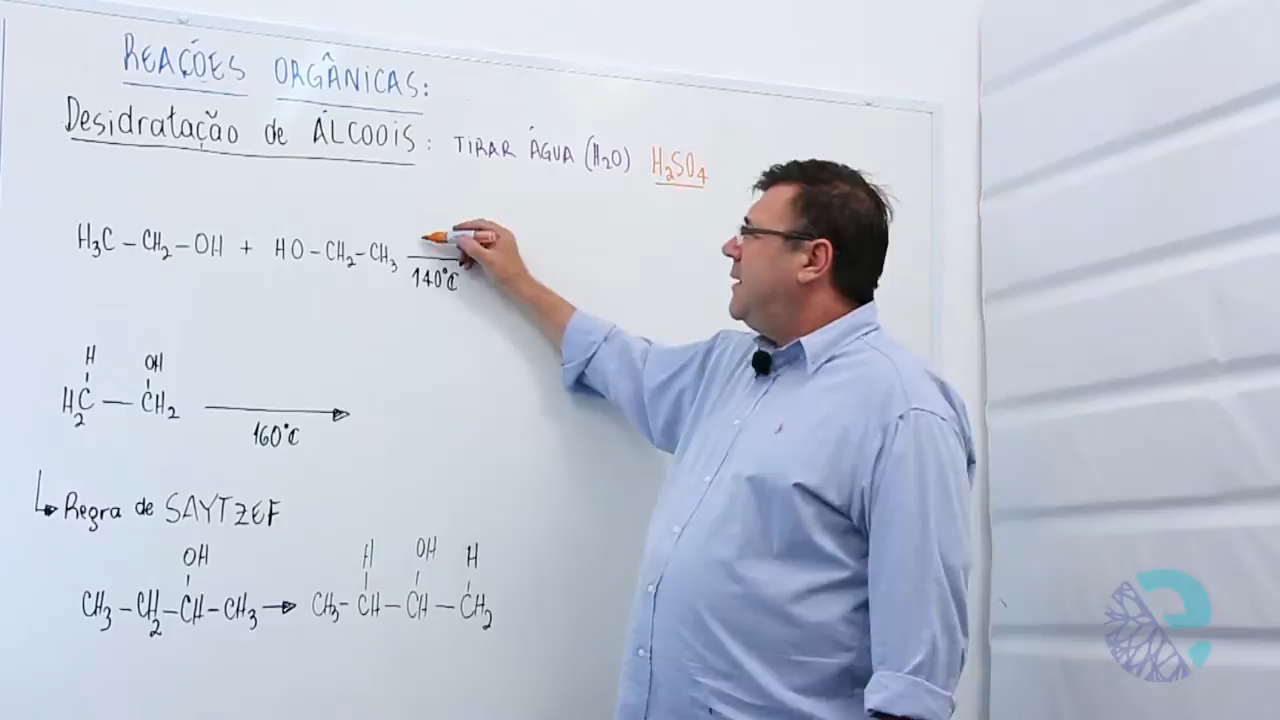 REAÇÕES ORGÂNICAS:
Desidratação de ÁLCOOIS: TIRAR ÁGUA (H2O) H2SO4
H3C – CH2 – OH + HO – CH2 – CH3
140°C
H OH
H2C — CH2
160°C
Regra de SAYTZEF
OH H OH H
CH3 – CH2 – CH – CH3 → CH3 – CH – CH — CH2